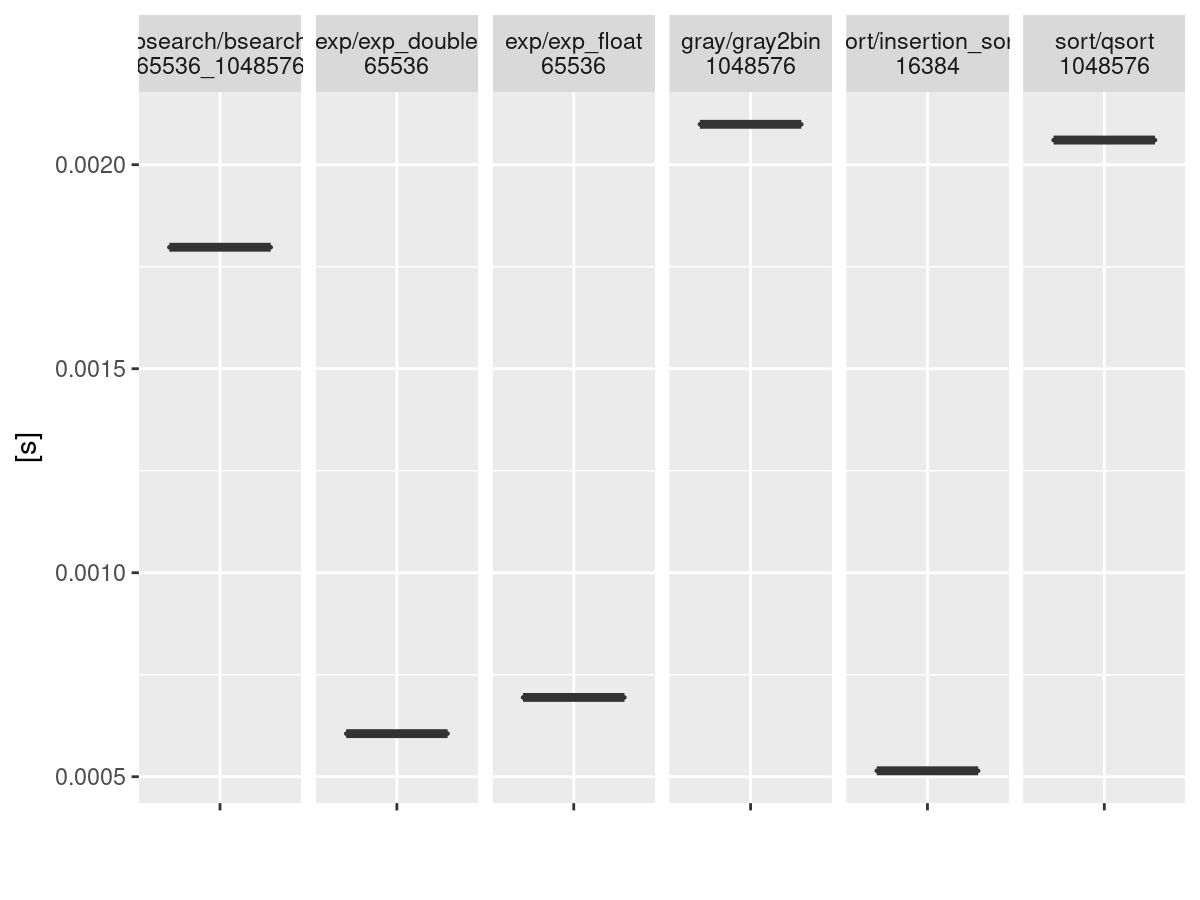 bsearch/bsearch
65536_1048576
exp/exp_double
65536
exp/exp_float
65536
gray/gray2bin
1048576
ort/insertion_sor
16384
sort/qsort
1048576
0.0020
0.0015
0.0010
0.0005
[s]